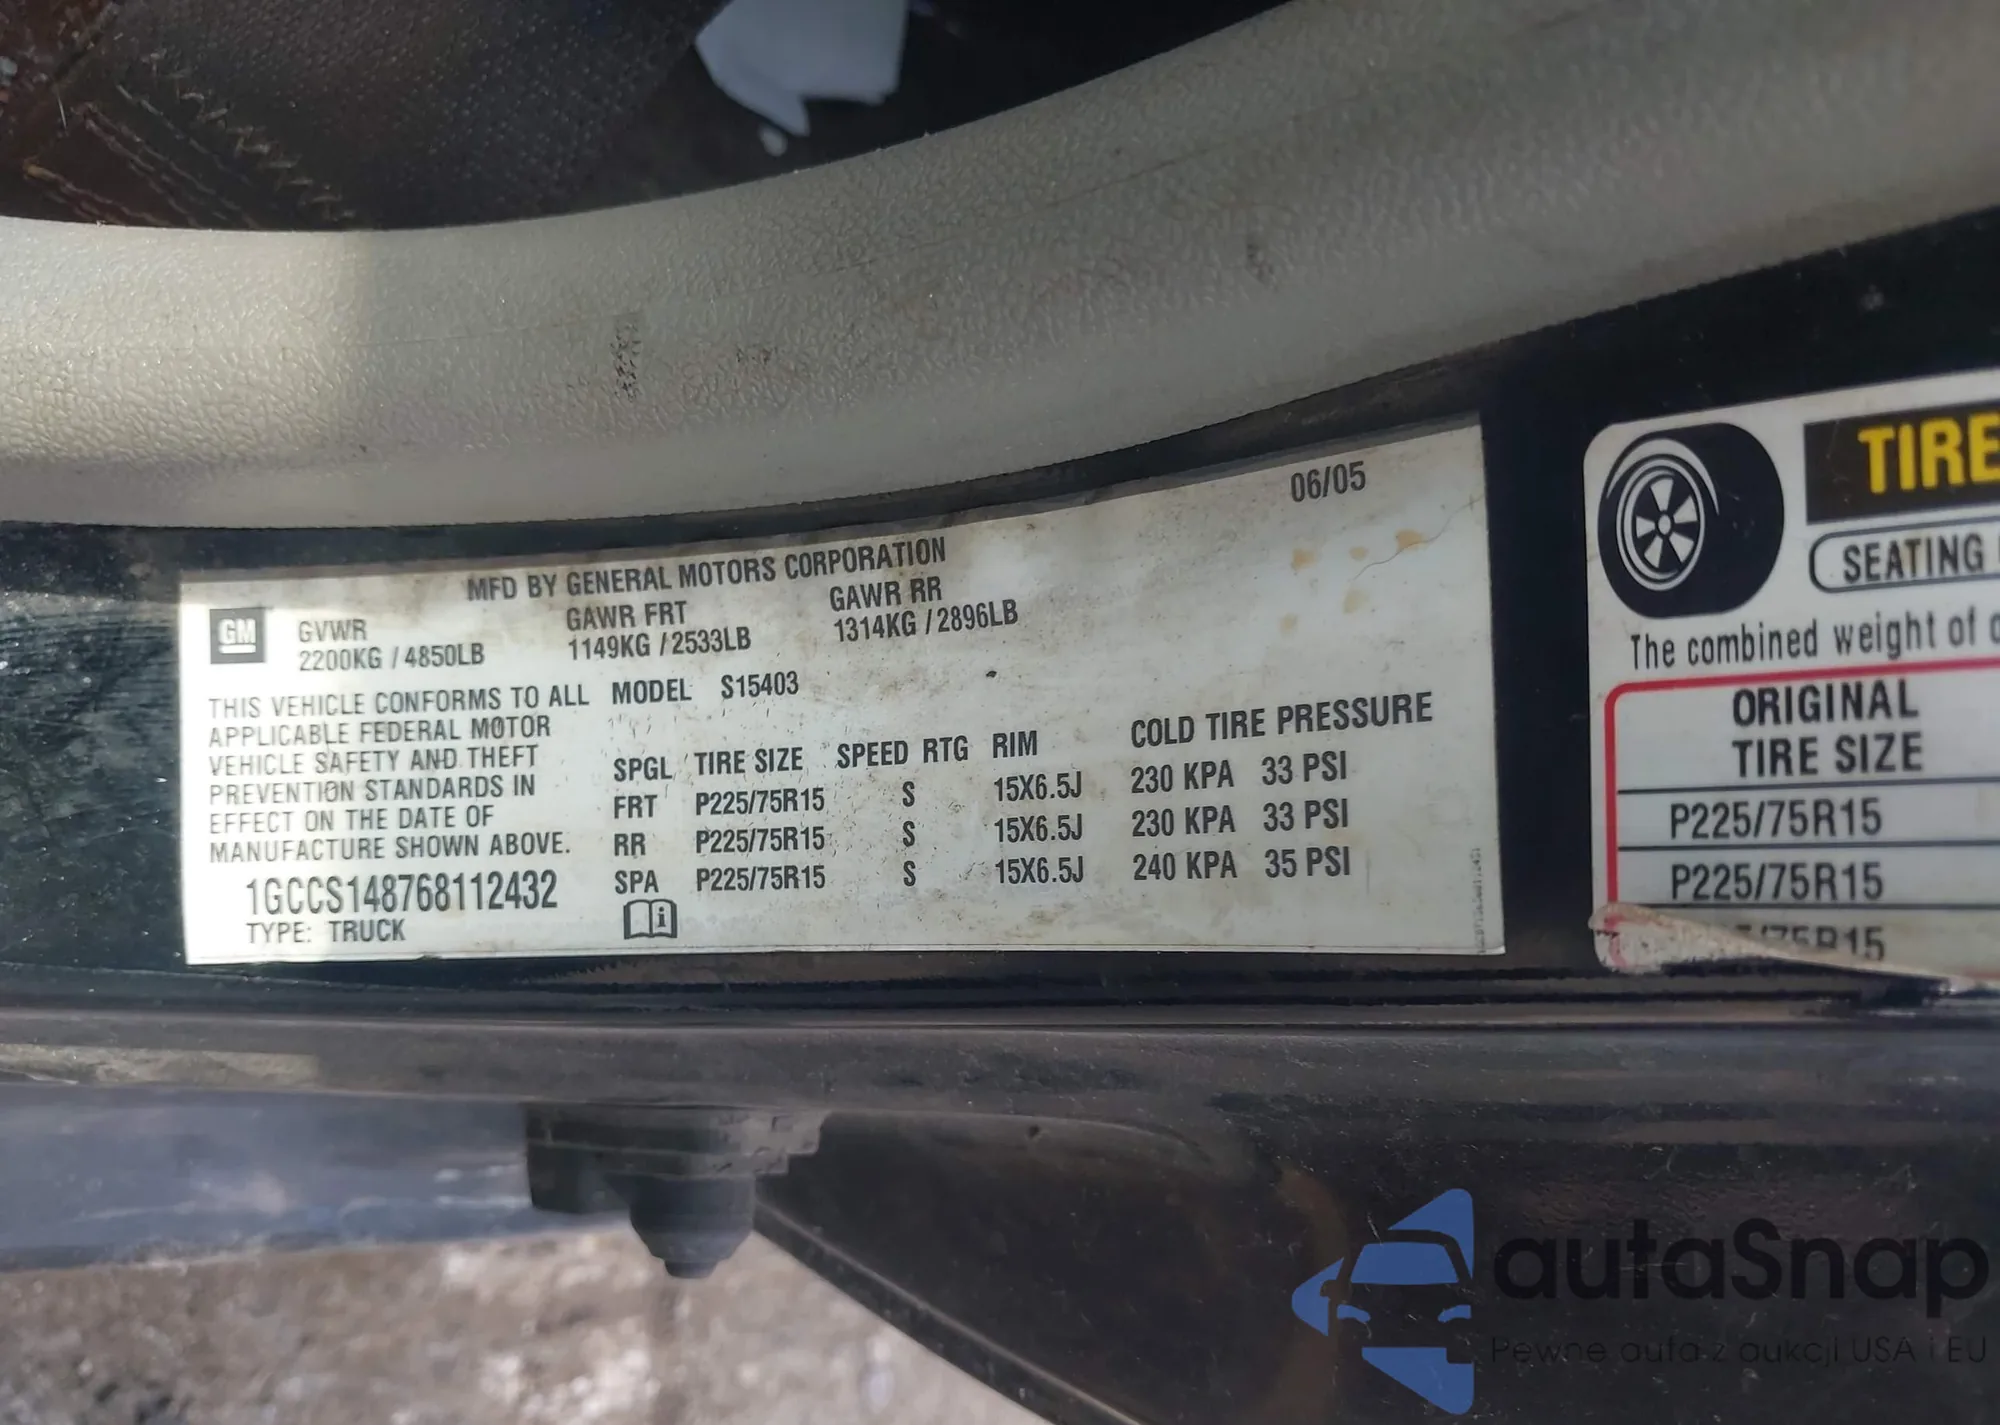 06/05
MFD BY GENERAL MOTORS CORPORATION
GM
GVWR GAWR FRT GAWR RR
2200KG / 4850LB 1149KG / 2533LB 1314KG / 2896LB
THIS VEHICLE CONFORMS TO ALL
APPLICABLE FEDERAL MOTOR
VEHICLE SAFETY AND THEFT
PREVENTION STANDARDS IN
EFFECT ON THE DATE OF
MANUFACTURE SHOWN ABOVE.
1GCCS148768112432
TYPE: TRUCK
MODEL S15403
SPGL TIRE SIZE SPEED RTG RIM COLD TIRE PRESSURE
FRT P225/75R15 S 15X6.5J 230 KPA 33 PSI
RR P225/75R15 S 15X6.5J 230 KPA 33 PSI
SPA P225/75R15 S 15X6.5J 240 KPA 35 PSI
i
TIRE
SEATING
The combined weight of
ORIGINAL
TIRE SIZE
P225/75R15
P225/75R15
/75R15
autaSnap
Pewne auta z aukcji USA i EU